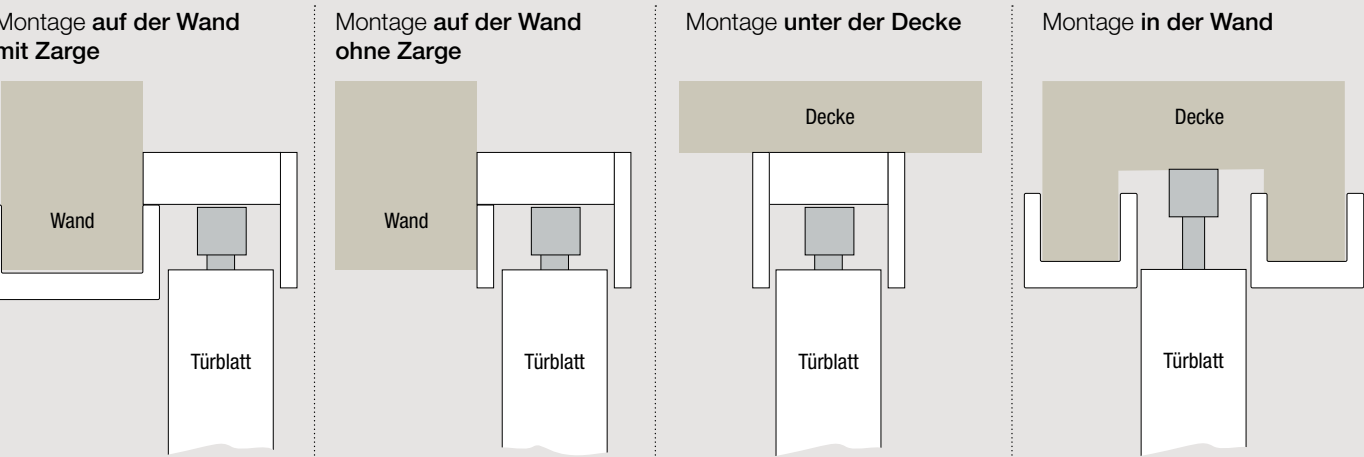 Montage auf der Wand
mit Zarge
Wand
Türblatt
Montage auf der Wand
ohne Zarge
Wand
Türblatt
Montage unter der Decke
Decke
Türblatt
Montage in der Wand
Decke
Türblatt